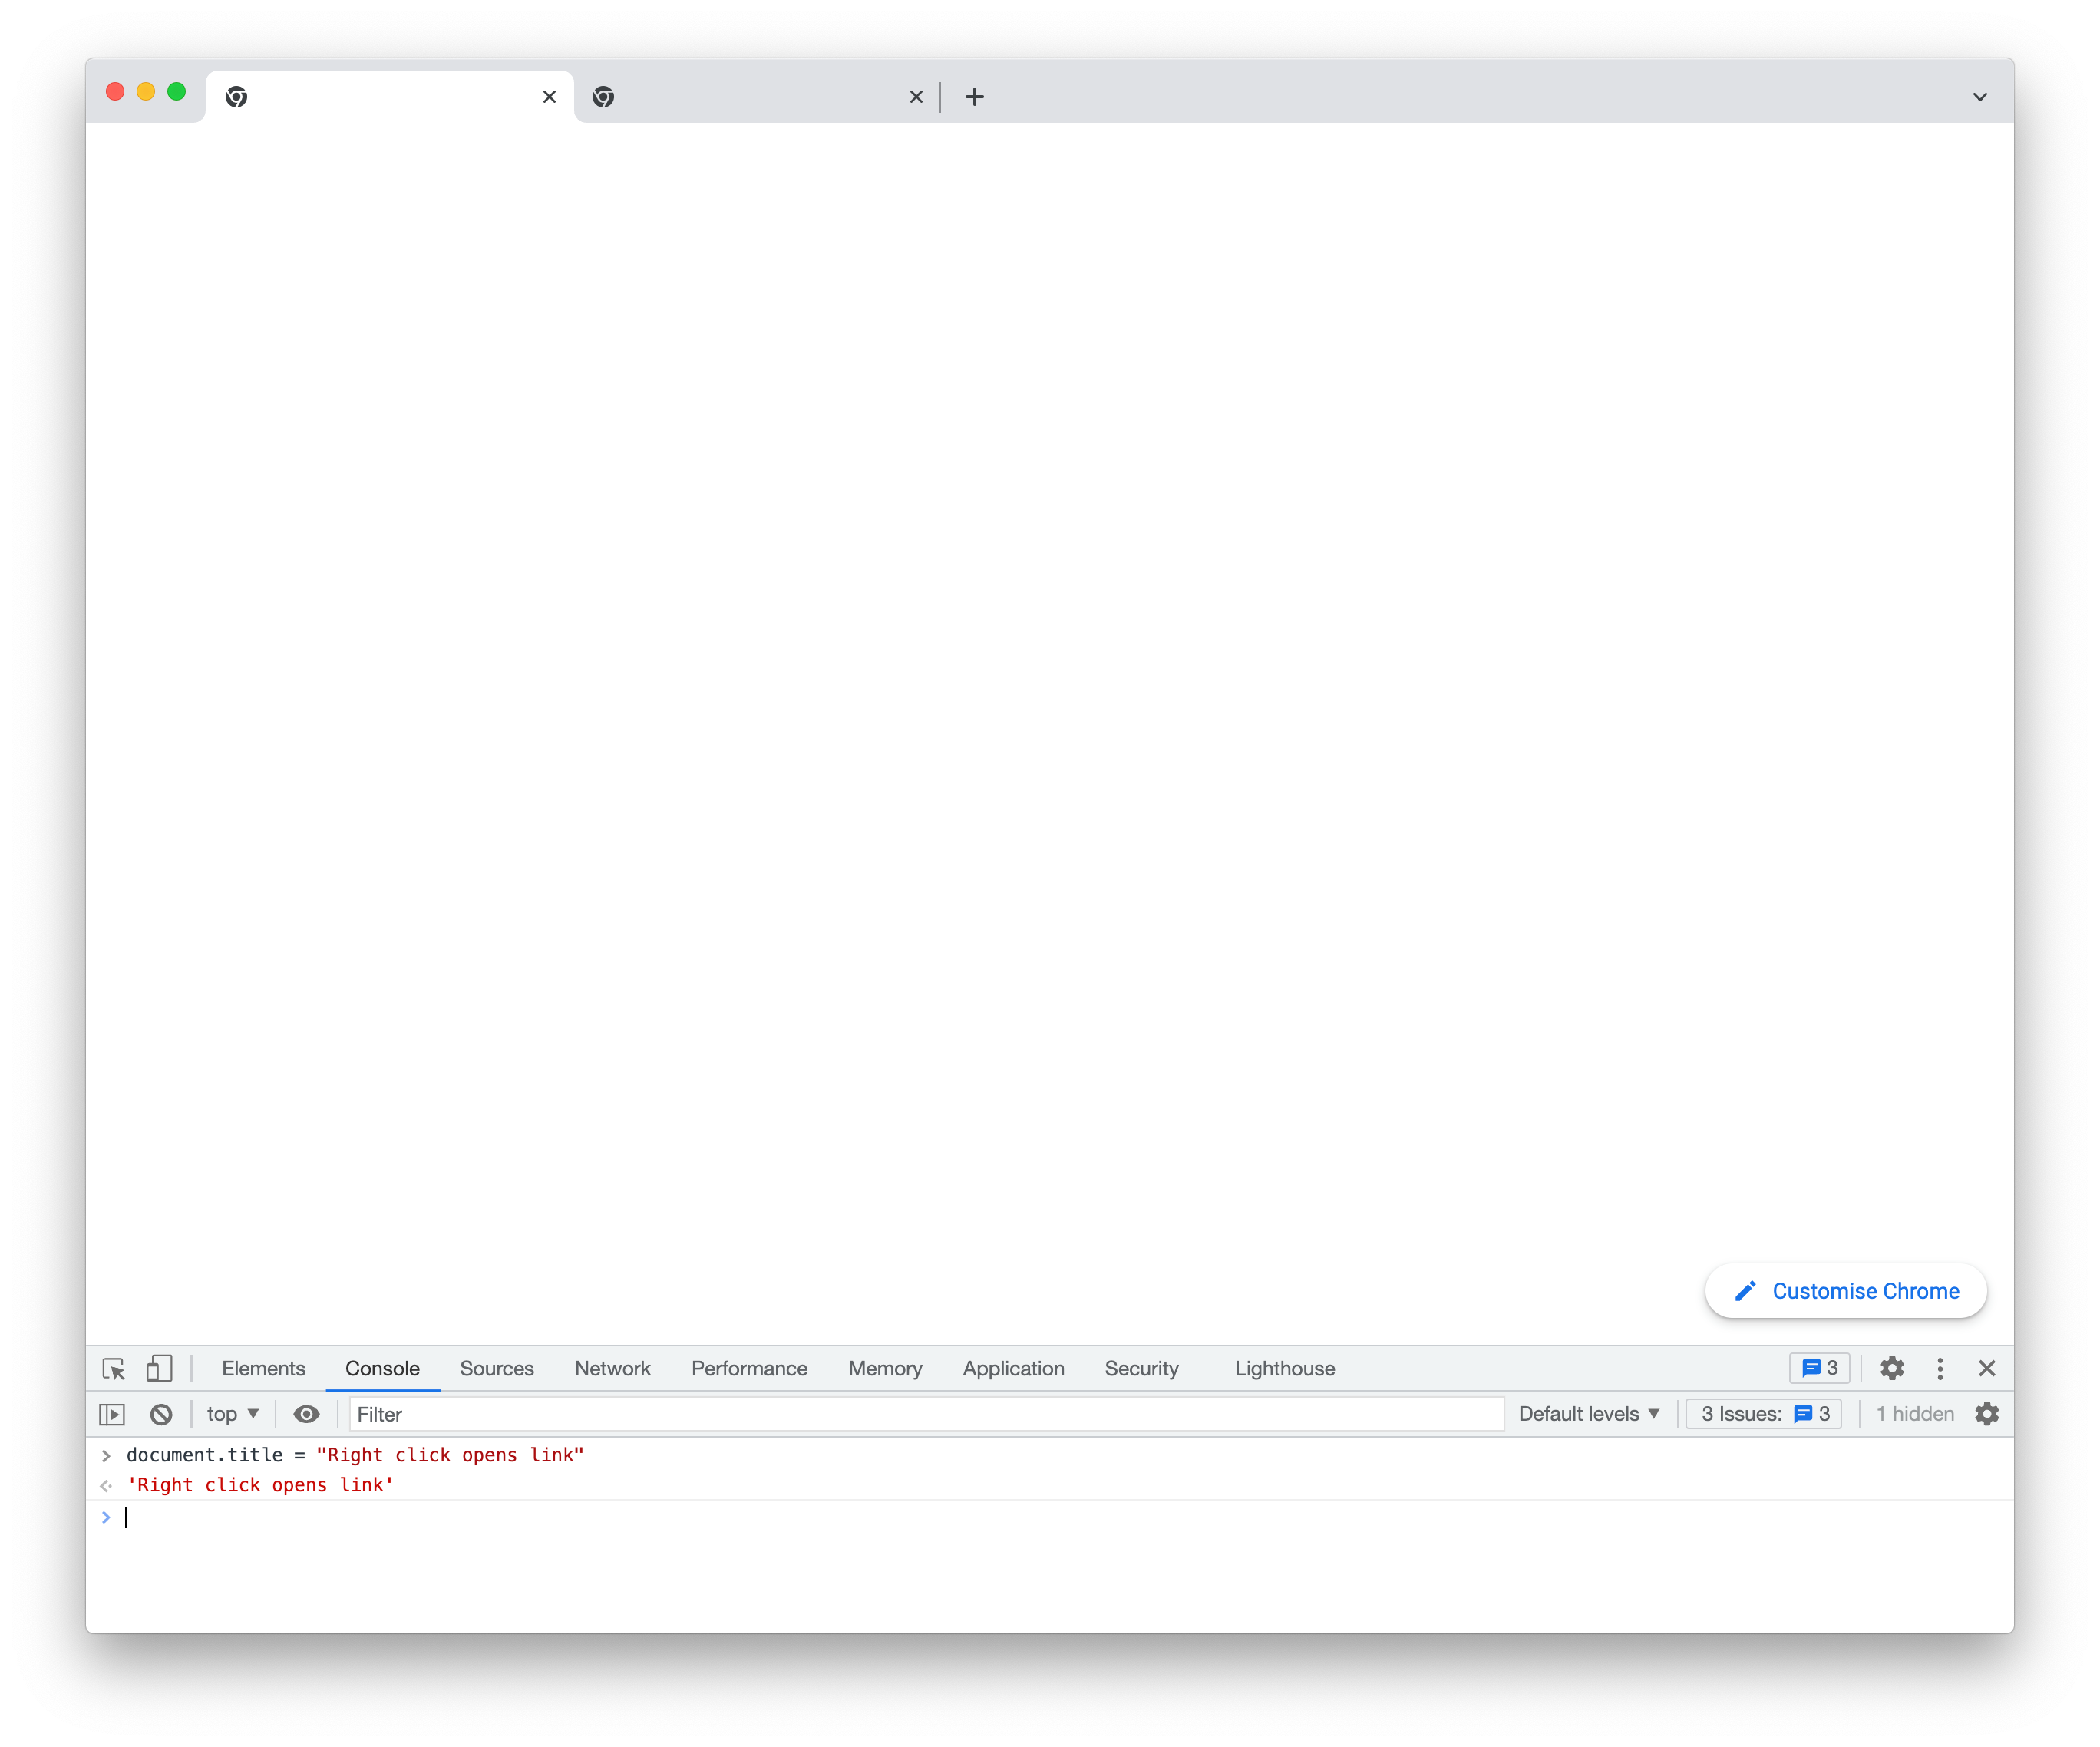 Customise Chrome
Elements Console Sources Network Performance Memory Application Security Lighthouse 3
top Filter Default levels 3 Issues: 3 1 hidden
document.title = "Right click opens link"
'Right click opens link'